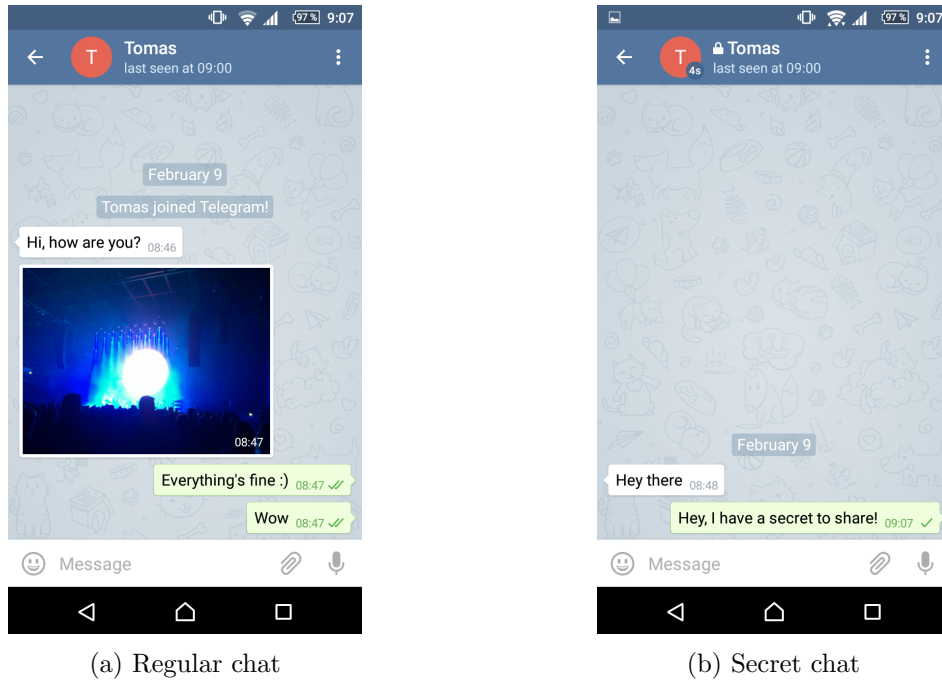 97% 9:07
T
Tomas
last seen at 09:00
February 9
Tomas joined Telegram!
Hi, how are you? 08:46
08:47
Everything's fine :) 08:47
Wow 08:47
Message
(a) Regular chat
97% 9:07
T
4s
Tomas
last seen at 09:00
February 9
Hey there 08:48
Hey, I have a secret to share! 09:07
Message
(b) Secret chat